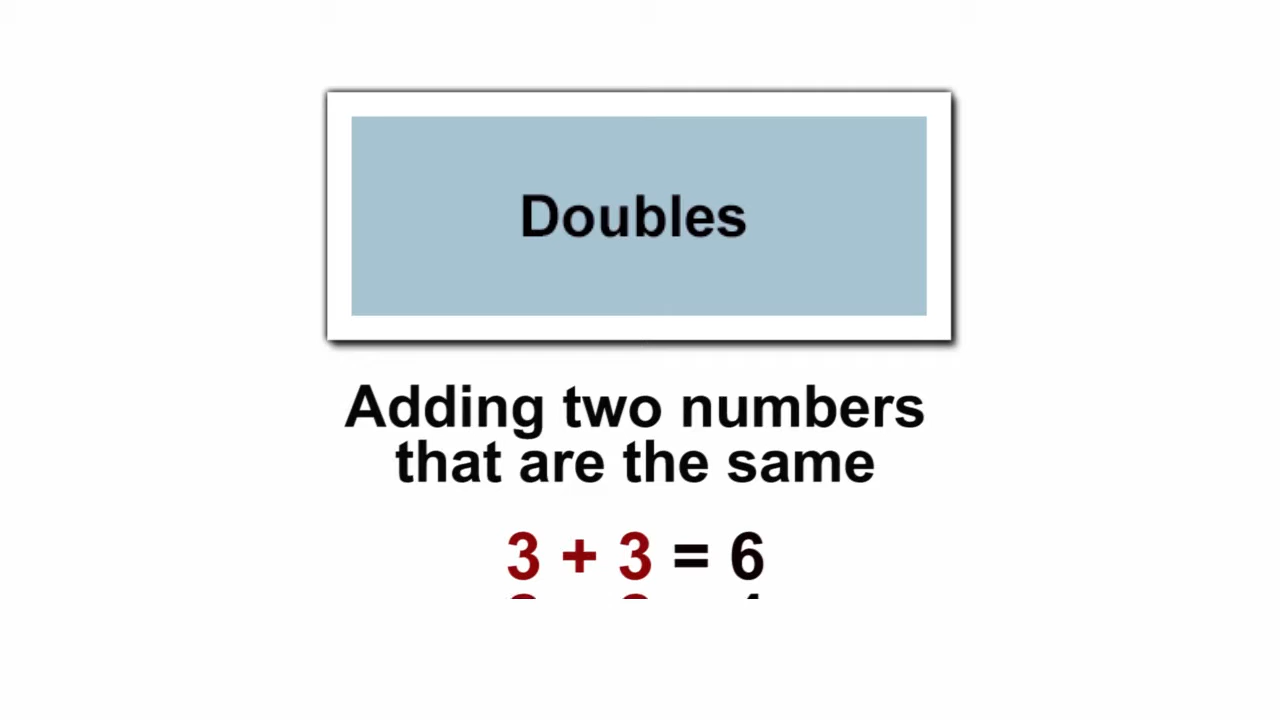 Doubles
Adding two numbers
that are the same
3 + 3 = 6